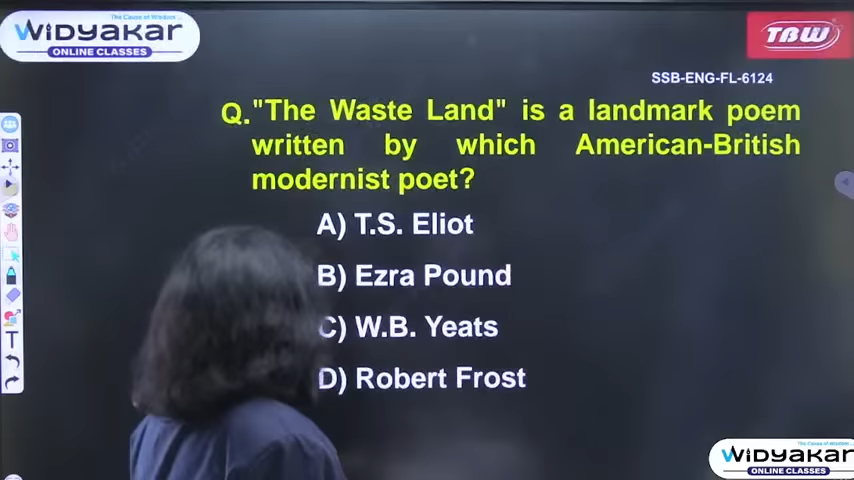 The Cause of Wisdom ...
WiDYAKAR
ONLINE CLASSES
TBW
SSB-ENG-FL-6124
Q. "The Waste Land" is a landmark poem
written by which American-British
modernist poet?
A) T.S. Eliot
B) Ezra Pound
C) W.B. Yeats
D) Robert Frost
The Cause of Wisdom ...
WiDYAKAR
ONLINE CLASSES